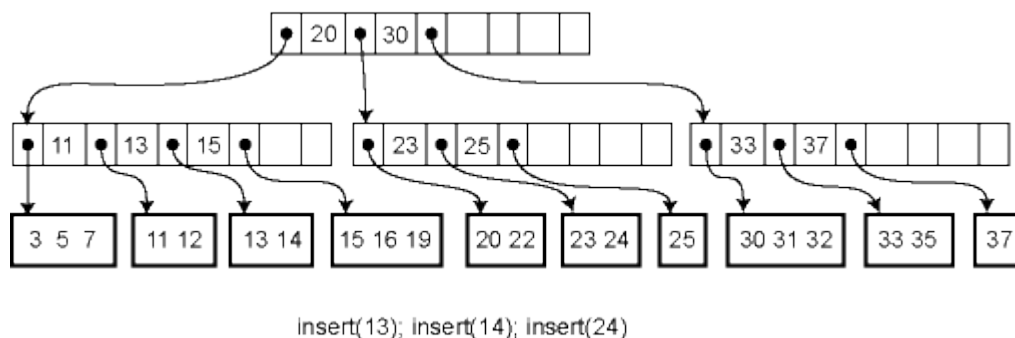 20 30
11 13 15 23 25 33 37
3 5 7 11 12 13 14 15 16 19 20 22 23 24 25 30 31 32 33 35 37
insert(13); insert(14); insert(24)